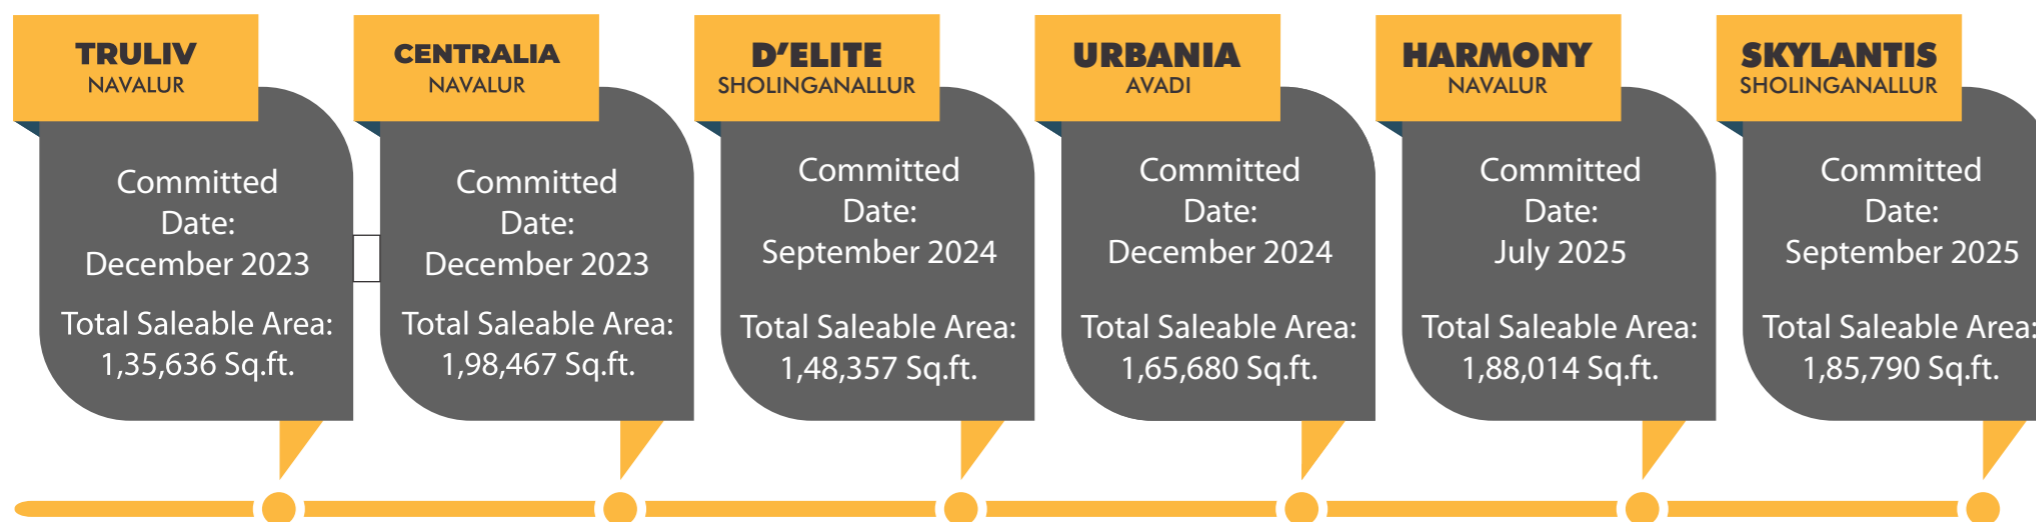 TRULIV
NAVALUR
Committed
Date:
December 2023
Total Saleable Area:
1,35,636 Sq.ft.
CENTRALIA
NAVALUR
Committed
Date:
December 2023
Total Saleable Area:
1,98,467 Sq.ft.
D'ELITE
SHOLINGANALLUR
Committed
Date:
September 2024
Total Saleable Area:
1,48,357 Sq.ft.
URBANIA
AVADI
Committed
Date:
December 2024
Total Saleable Area:
1,65,680 Sq.ft.
HARMONY
NAVALUR
Committed
Date:
July 2025
Total Saleable Area:
1,88,014 Sq.ft.
SKYLANTIS
SHOLINGANALLUR
Committed
Date:
September 2025
Total Saleable Area:
1,85,790 Sq.ft.